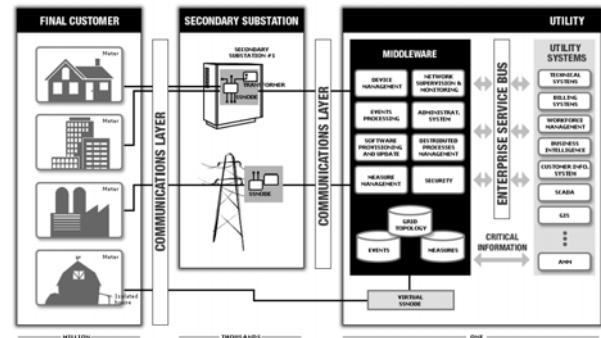 FINAL CUSTOMER
SECONDARY SUBSTATION
UTILITY
Meter
Meter
Meter
Meter
Isolated
house
COMMUNICATIONS LAYER
SECONDARY
SUBSTATION #1
TRANSFORMER
SSNODE
SSNODE
COMMUNICATIONS LAYER
MIDDLEWARE
DEVICE
MANAGEMENT
NETWORK
SUPERVISION &
MONITORING
EVENTS
PROCESSING
ADMINISTRAT.
SYSTEM
SOFTWARE
PROVISIONING
AND UPDATE
DISTRIBUTED
PROCESSES
MANAGEMENT
MEASURE
MANAGEMENT
SECURITY
GRID
TOPOLOGY
EVENTS
MEASURES
VIRTUAL
SSNODE
ENTERPRISE SERVICE BUS
CRITICAL
INFORMATION
UTILITY
SYSTEMS
TECHNICAL
SYSTEMS
BILLING
SYSTEMS
WORKFORCE
MANAGEMENT
BUSINESS
INTELLIGENCE
CUSTOMER INFO.
SYSTEM
SCADA
GIS
MILLION
THOUSANDS
ONE